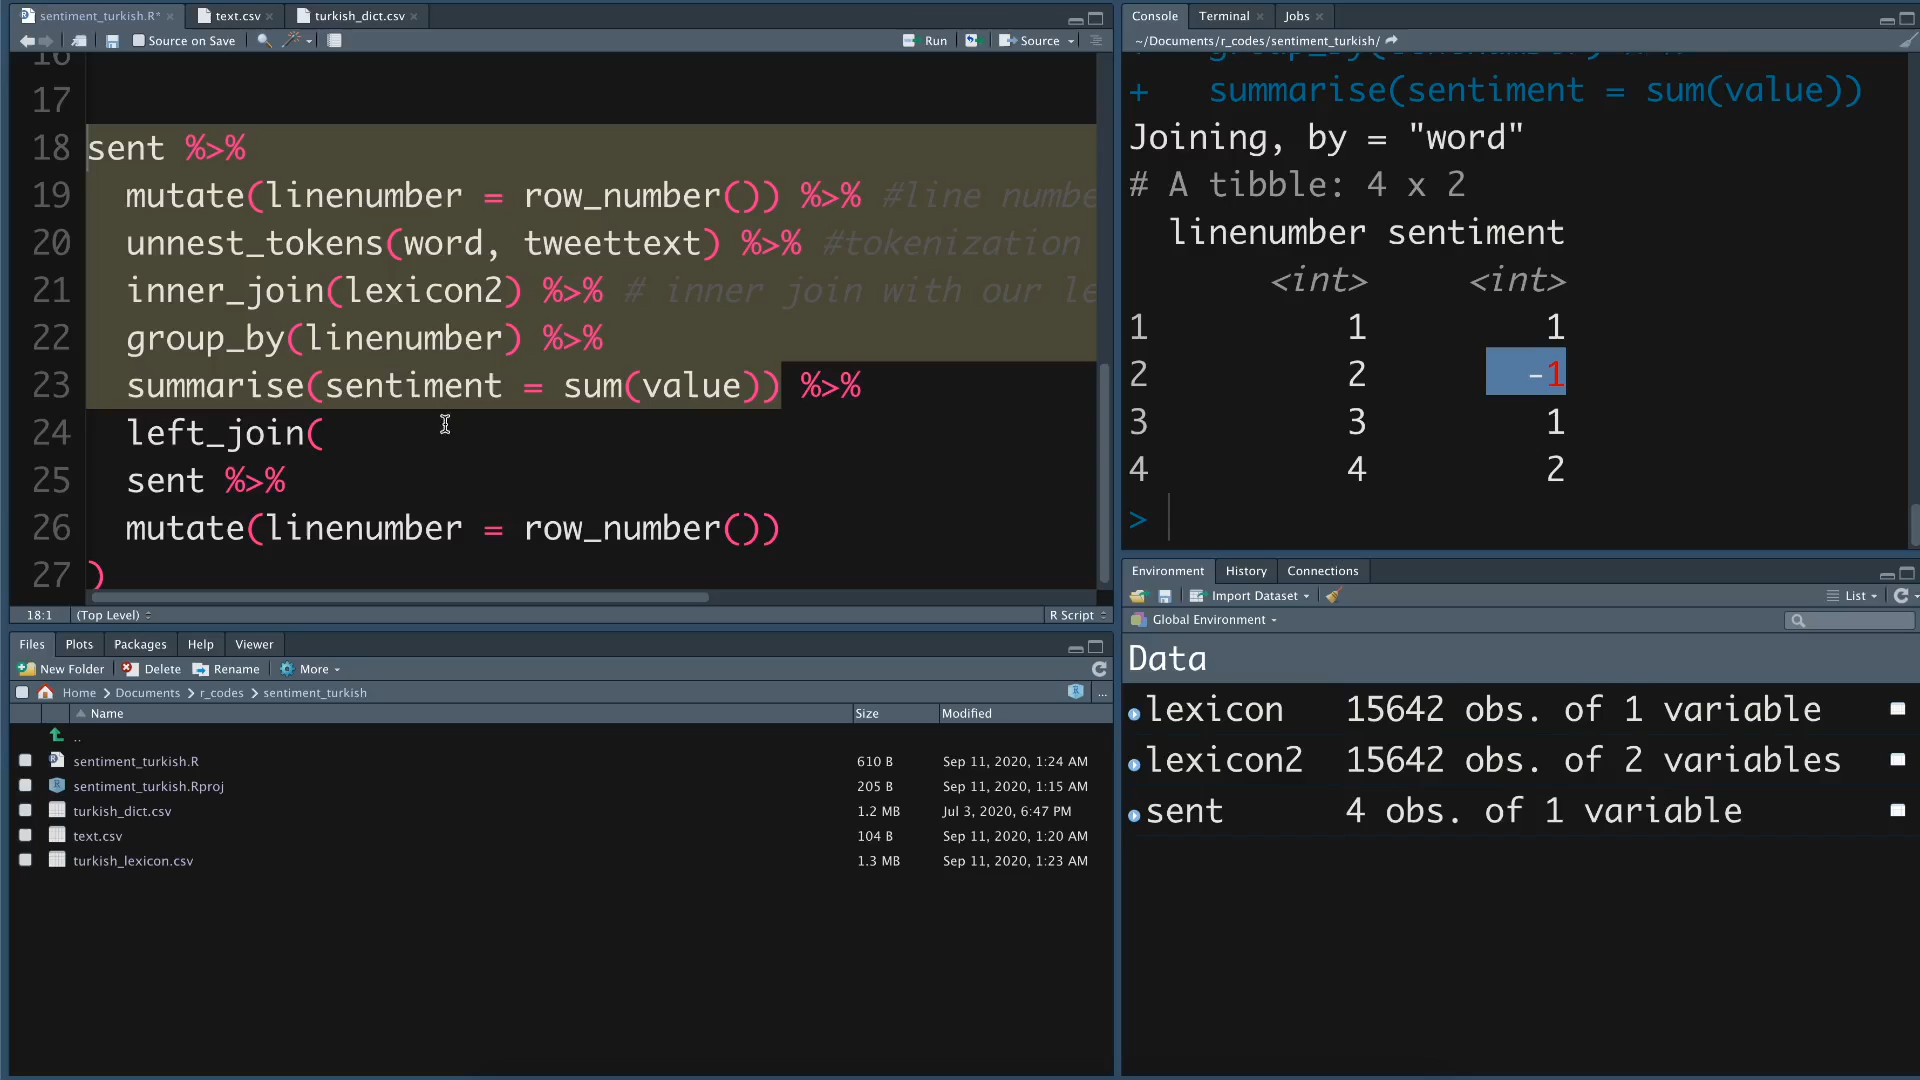 sentiment_turkish.R*
text.csv
turkish_dict.csv
Source on Save
Run
Source
16
17
18 sent %>%
19 mutate(linenumber = row_number()) %>% #line numbe
20 unnest_tokens(word, tweettext) %>% #tokenization
21 inner_join(lexicon2) %>% # inner join with our le
22 group_by(linenumber) %>%
23 summarise(sentiment = sum(value)) %>%
24 left_join(
25 sent %>%
26 mutate(linenumber = row_number())
27 )
18:1 (Top Level) R Script
Files Plots Packages Help Viewer
New Folder Delete Rename More
Home > Documents > r_codes > sentiment_turkish
...
Name Size Modified
..
sentiment_turkish.R 610 B Sep 11, 2020, 1:24 AM
sentiment_turkish.Rproj 205 B Sep 11, 2020, 1:15 AM
turkish_dict.csv 1.2 MB Jul 3, 2020, 6:47 PM
text.csv 104 B Sep 11, 2020, 1:20 AM
turkish_lexicon.csv 1.3 MB Sep 11, 2020, 1:23 AM
Console Terminal Jobs
~/Documents/r_codes/sentiment_turkish/
+ summarise(sentiment = sum(value))
Joining, by = "word"
# A tibble: 4 x 2
linenumber sentiment
<int> <int>
1 1 1
2 2 -1
3 3 1
4 4 2
>
Environment History Connections
Import Dataset List
Global Environment
Data
lexicon 15642 obs. of 1 variable
lexicon2 15642 obs. of 2 variables
sent 4 obs. of 1 variable